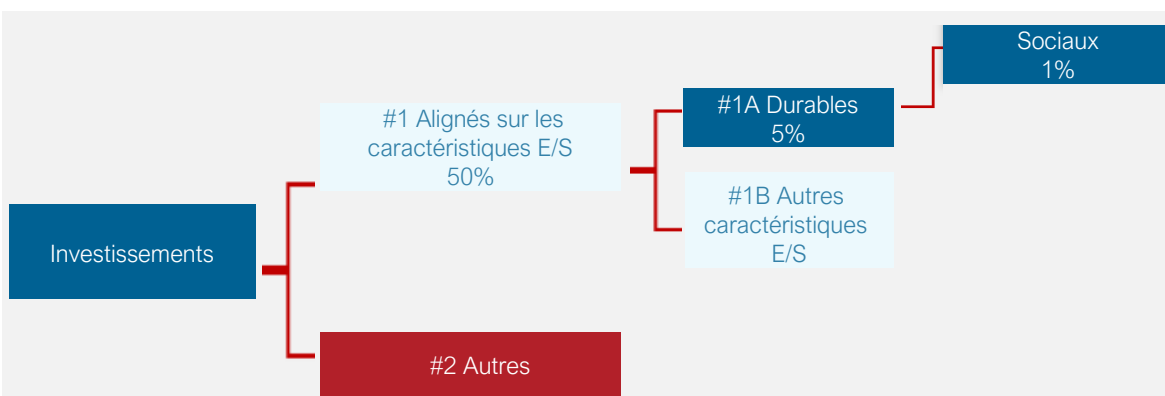 Sociaux
1%
#1A Durables
5%
#1 Alignés sur les
caractéristiques E/S
50%
#1B Autres
caractéristiques
E/S
Investissements
#2 Autres